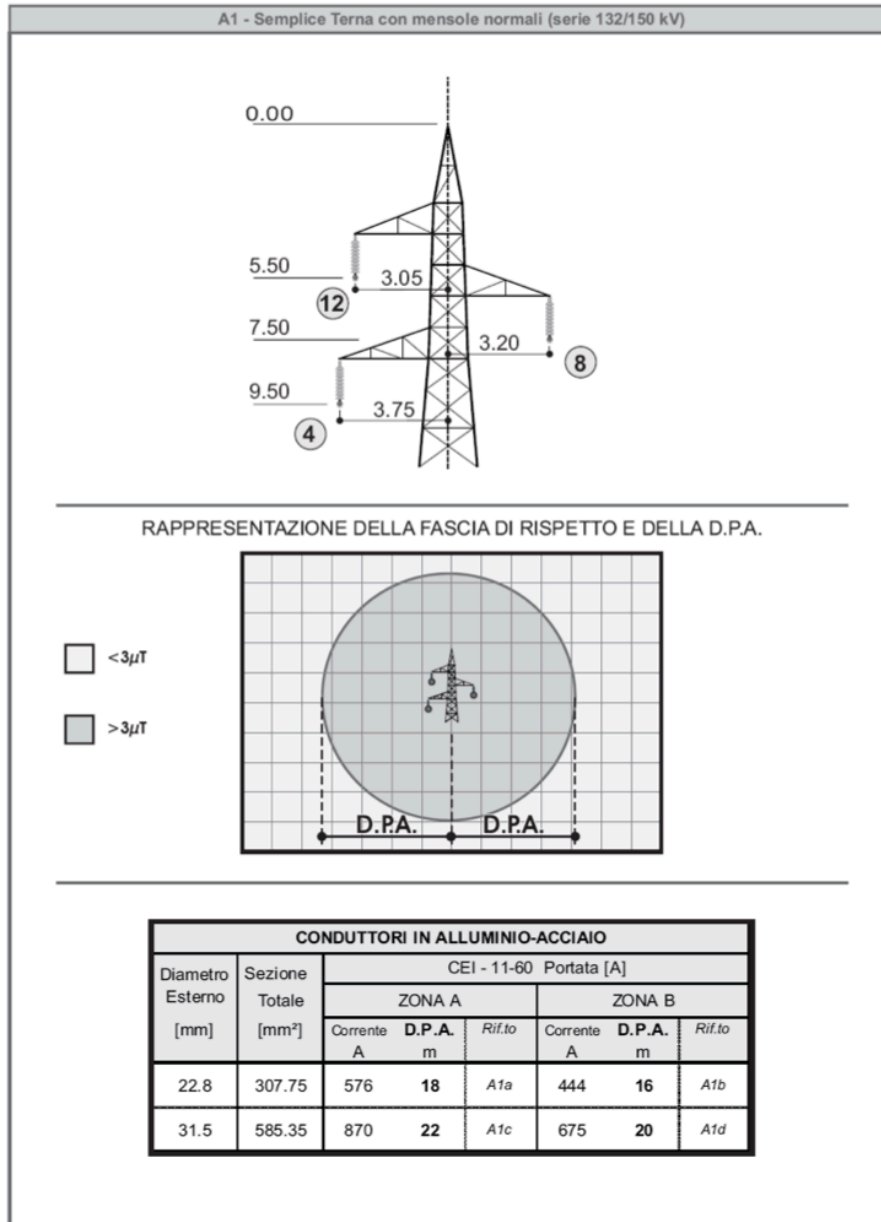 A1 - Semplice Terna con mensole normali (serie 132/150 kV)
0.00
5.50
3.05
12
7.50
3.20
8
9.50
3.75
4
RAPPRESENTAZIONE DELLA FASCIA DI RISPETTO E DELLA D.P.A.
<3μT
>3μT
D.P.A. D.P.A.
CONDUTTORI IN ALLUMINIO-ACCIAIO
Diametro Esterno [mm] Sezione Totale [mm²] CEI - 11-60 Portata [A]
ZONA A ZONA B
Corrente A D.P.A. m Rif.to Corrente A D.P.A. m Rif.to
22.8 307.75 576 18 A1a 444 16 A1b
31.5 585.35 870 22 A1c 675 20 A1d